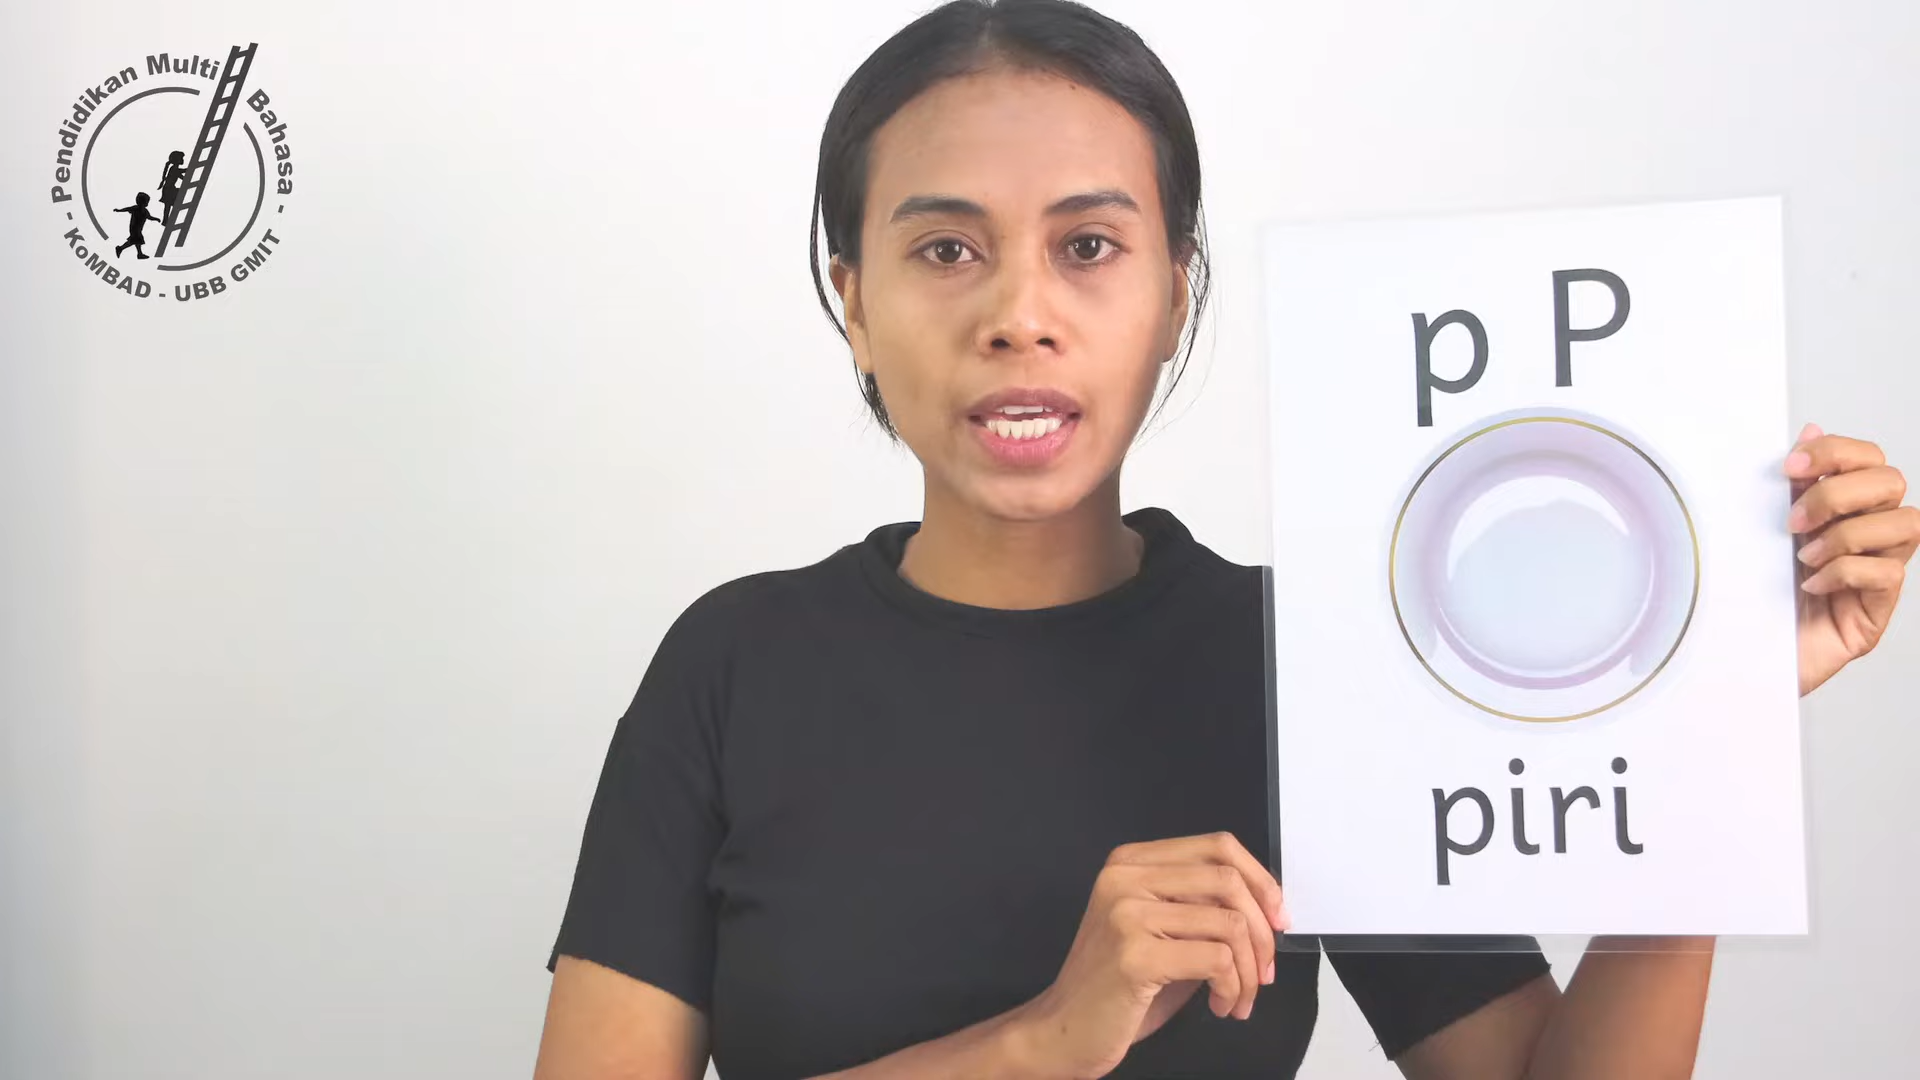 - Pendidikan Multi Bahasa -
KoMBAD - UBB GMIT
p P
piri